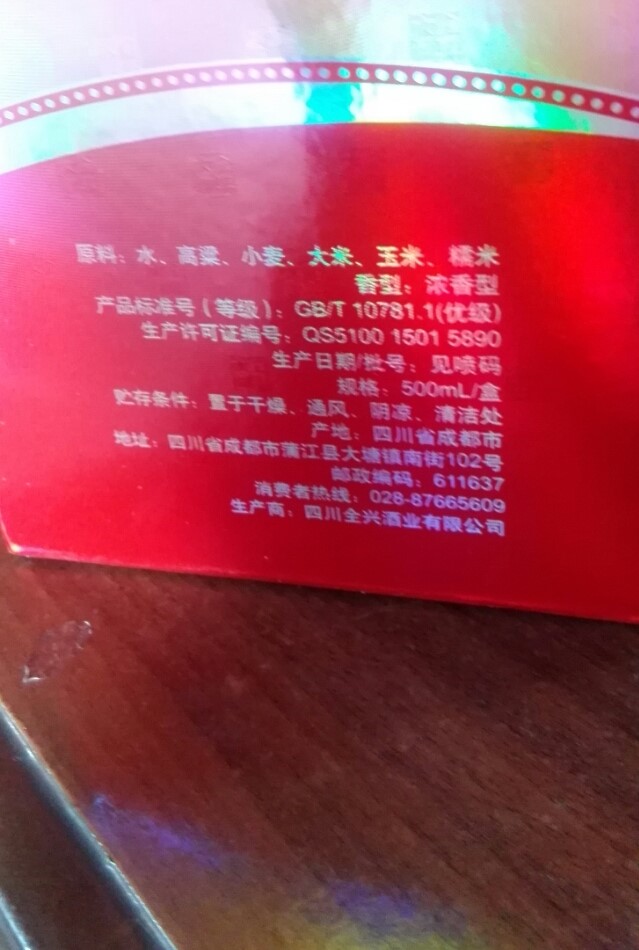 原料：水、高粱、小麦、大米、玉米、糯米
香型：浓香型
产品标准号（等级）：GB/T 10781.1(优级)
生产许可证编号：QS5100 1501 5890
生产日期/批号：见喷码
规格：500mL/盒
贮存条件：置于干燥、通风、阴凉、清洁处
产地：四川省成都市
地址：四川省成都市蒲江县大塘镇南街102号
邮政编码：611637
消费者热线：028-87665609
生产商：四川全兴酒业有限公司